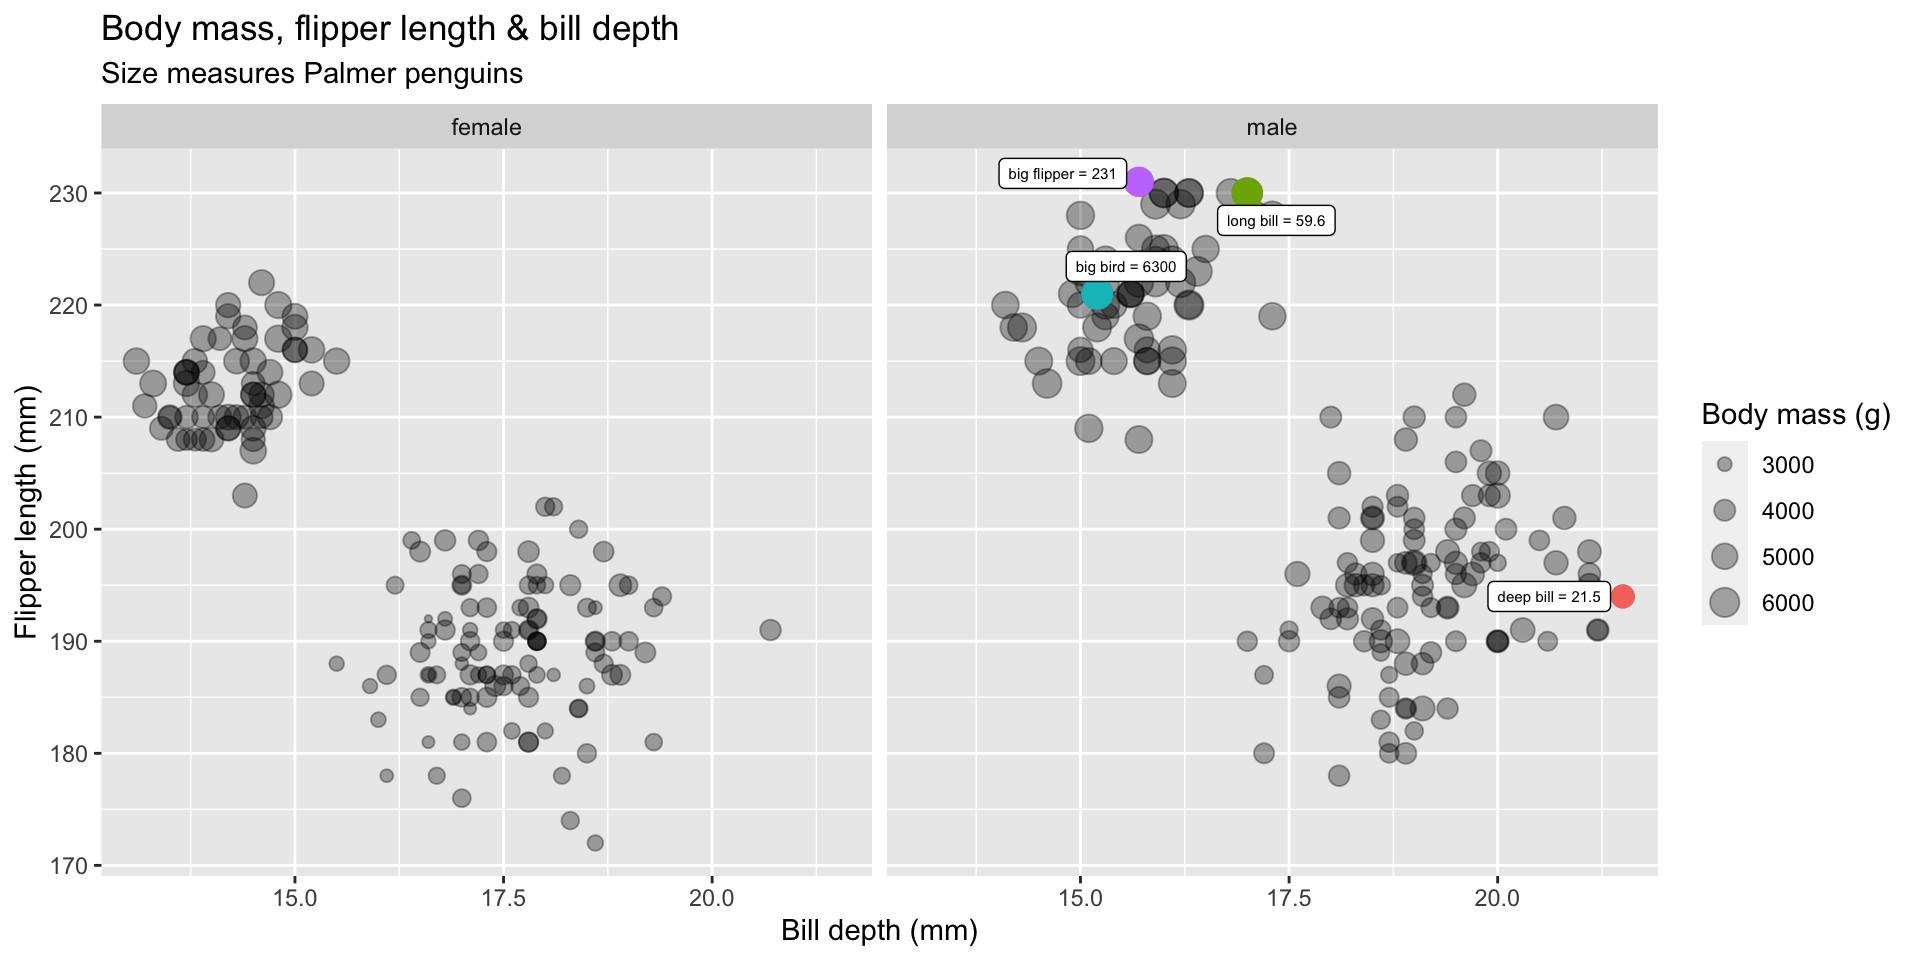 Body mass, flipper length & bill depth
Size measures Palmer penguins
female
male
big flipper = 231
long bill = 59.6
big bird = 6300
deep bill = 21.5
Flipper length (mm)
230
220
210
200
190
180
170
15.0
17.5
20.0
15.0
17.5
20.0
Bill depth (mm)
Body mass (g)
3000
4000
5000
6000